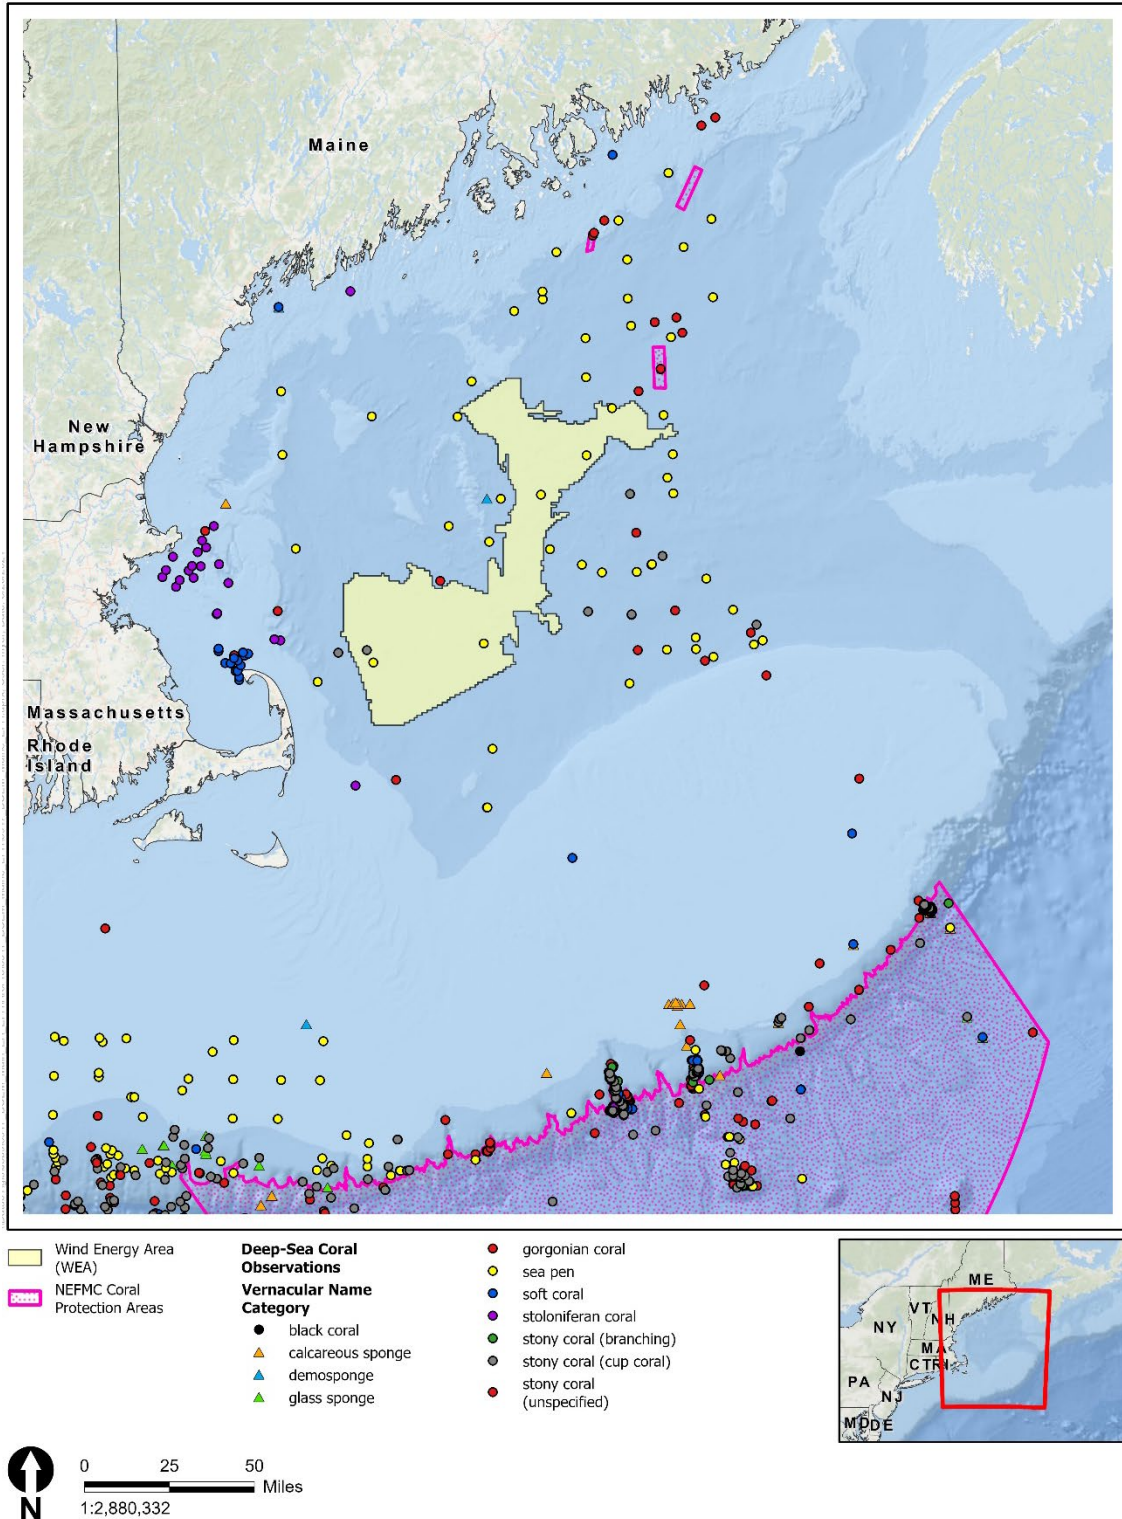 Maine
New
Hampshire
Massachusetts
Rhode
Island
Wind Energy Area
(WEA)
NEFMC Coral
Protection Areas
Deep-Sea Coral
Observations
Vernacular Name
Category
black coral
calcareous sponge
demosponge
glass sponge
gorgonian coral
sea pen
soft coral
stoloniferan coral
stony coral (branching)
stony coral (cup coral)
stony coral
(unspecified)
ME
VT
NH
NY
MA
CT
RI
PA
NJ
MD
DE
N
0 25 50
Miles
1:2,880,332